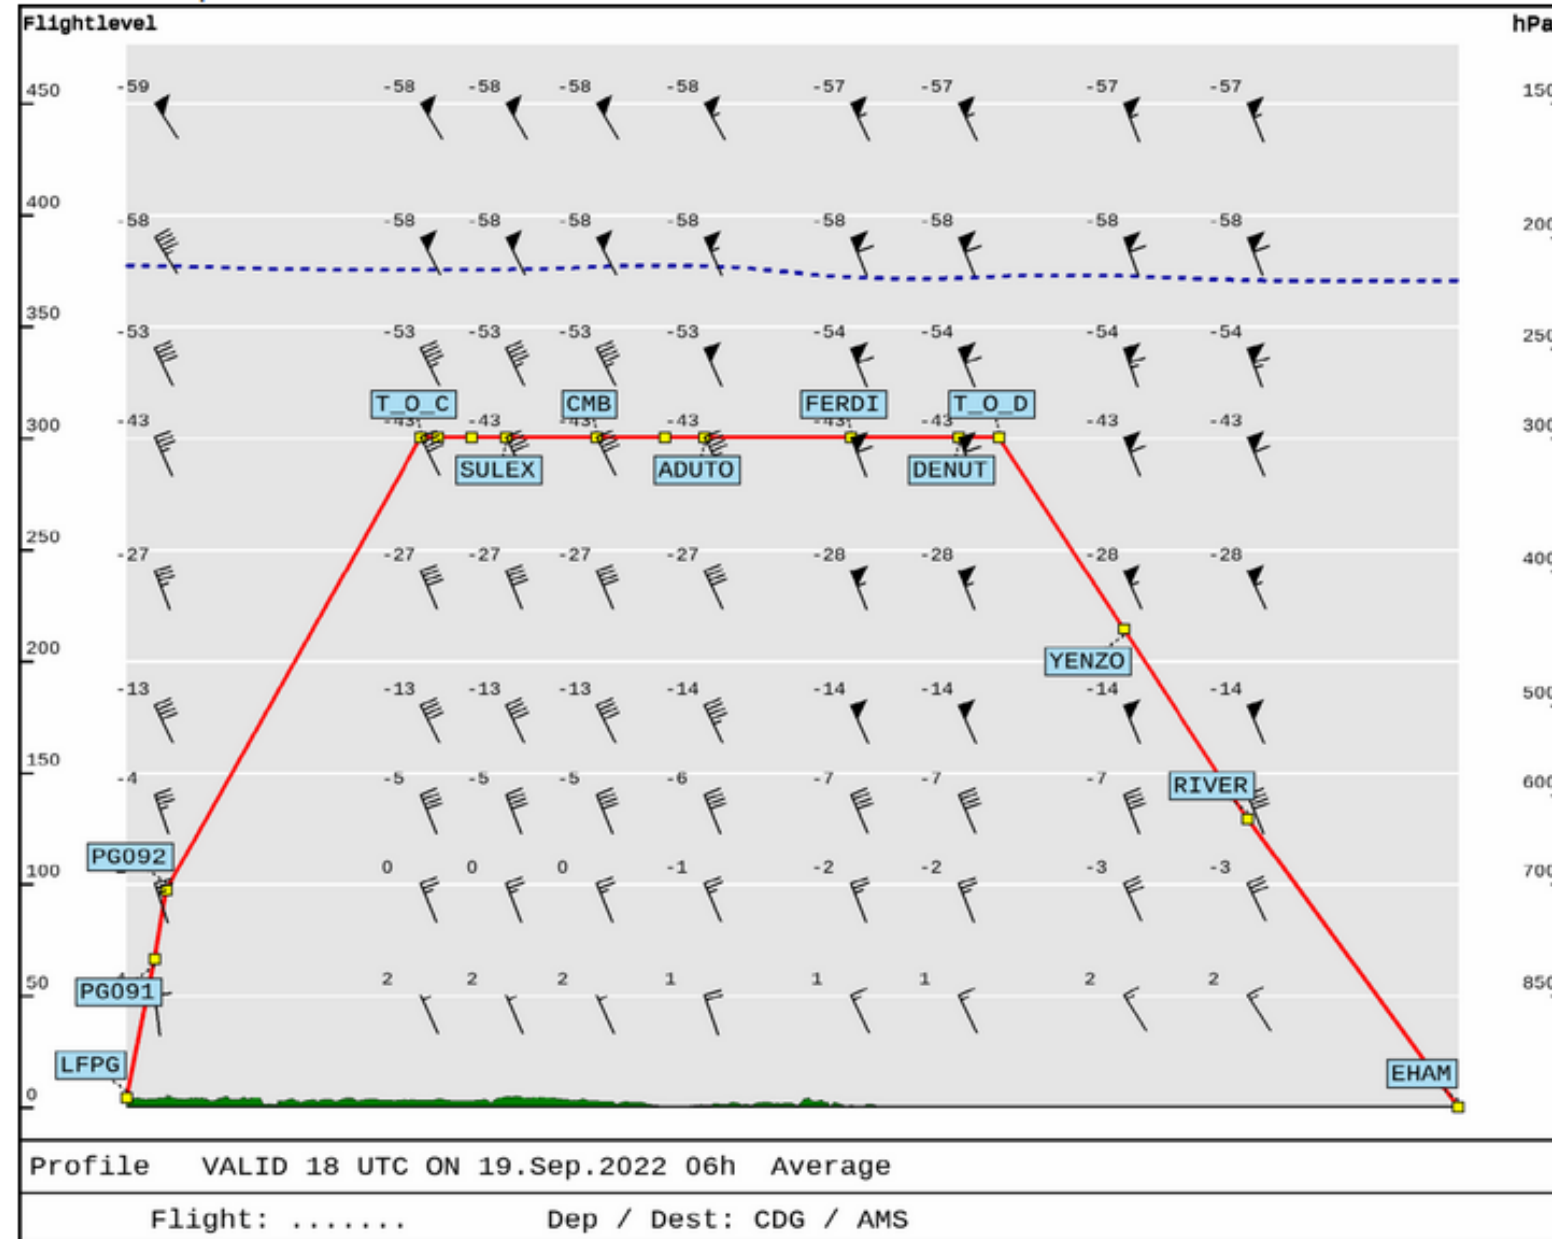 Flightlevel hPa
-59 -58 -58 -58 -58 -57 -57 -57 -57
450 150
400 -58 -58 -58 -58 -58 -58 -58 -58 -58 200
350 -53 -53 -53 -53 -53 -54 -54 -54 -54 250
T_O_C CMB FERDI T_O_D
300 -43 -43 -43 -43 -43 -43 -43 -43 -43 300
SULEX ADUTO DENUT
250 -27 -27 -27 -27 -27 -28 -28 -28 -28 400
200
YENZO
-13 -13 -13 -13 -14 -14 -14 -14 -14 500
150 -4 -5 -5 -5 -6 -7 -7 -7 600
RIVER
PG092
100 0 0 0 -1 -2 -2 -3 -3 700
50 2 2 2 1 1 1 2 2 850
PG091
LFPG
EHAM
0
Profile VALID 18 UTC ON 19.Sep.2022 06h Average
Flight: ....... Dep / Dest: CDG / AMS